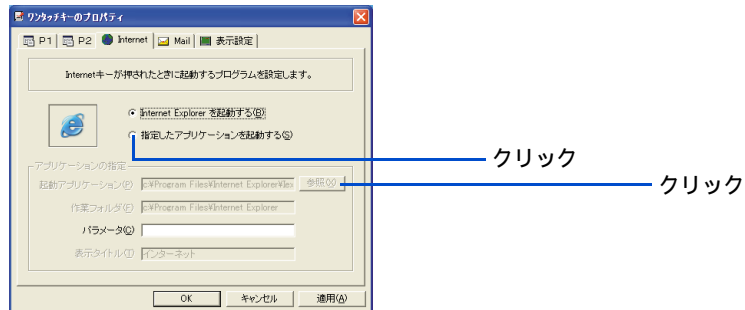 ワンタッチキーのプロパティ
P1 P2 Internet Mail 表示設定
Internetキーが押されたときに起動するプログラムを設定します。
Internet Explorer を起動する(B)
指定したアプリケーションを起動する(S)
クリック
アプリケーションの指定
起動アプリケーション(P) c:¥Program Files¥Internet Explorer¥Iex 参照(X)
クリック
作業フォルダ(F) c:¥Program Files¥Internet Explorer
パラメータ(C)
表示タイトル(T) インターネット
OK キャンセル 適用(A)